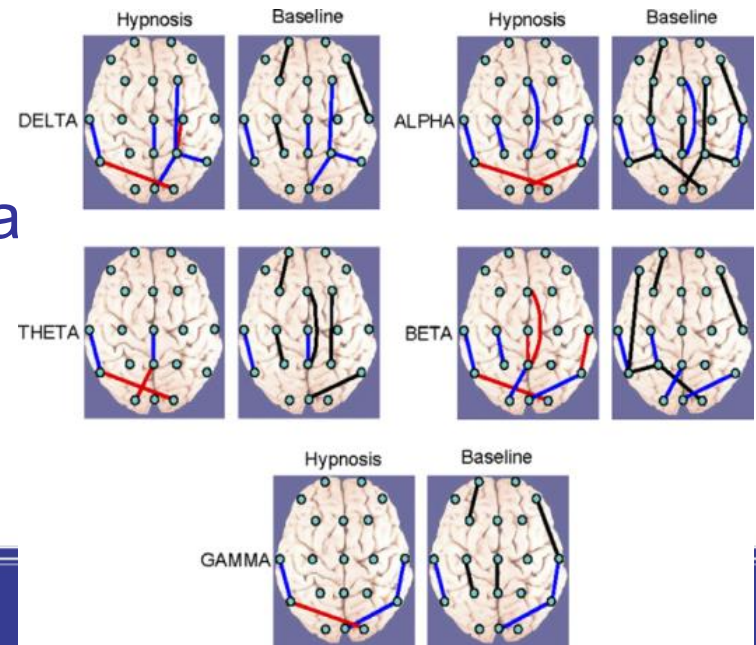 Hypnosis Baseline
DELTA
Hypnosis Baseline
ALPHA
a
THETA
BETA
Hypnosis Baseline
GAMMA